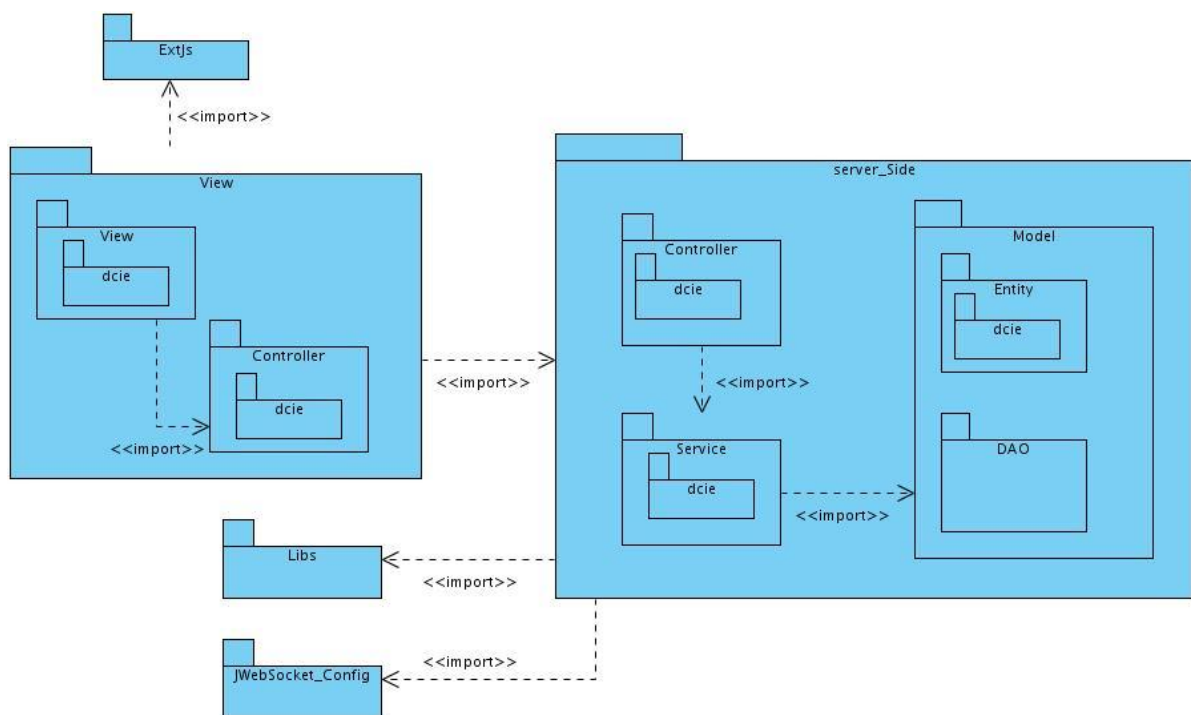 ExtJs
<<import>>
View
View
dcie
Controller
dcie
<<import>>
<<import>>
server_Side
Controller
dcie
<<import>>
Service
dcie
<<import>>
Model
Entity
dcie
DAO
Libs
<<import>>
JWebSocket_Config
<<import>>